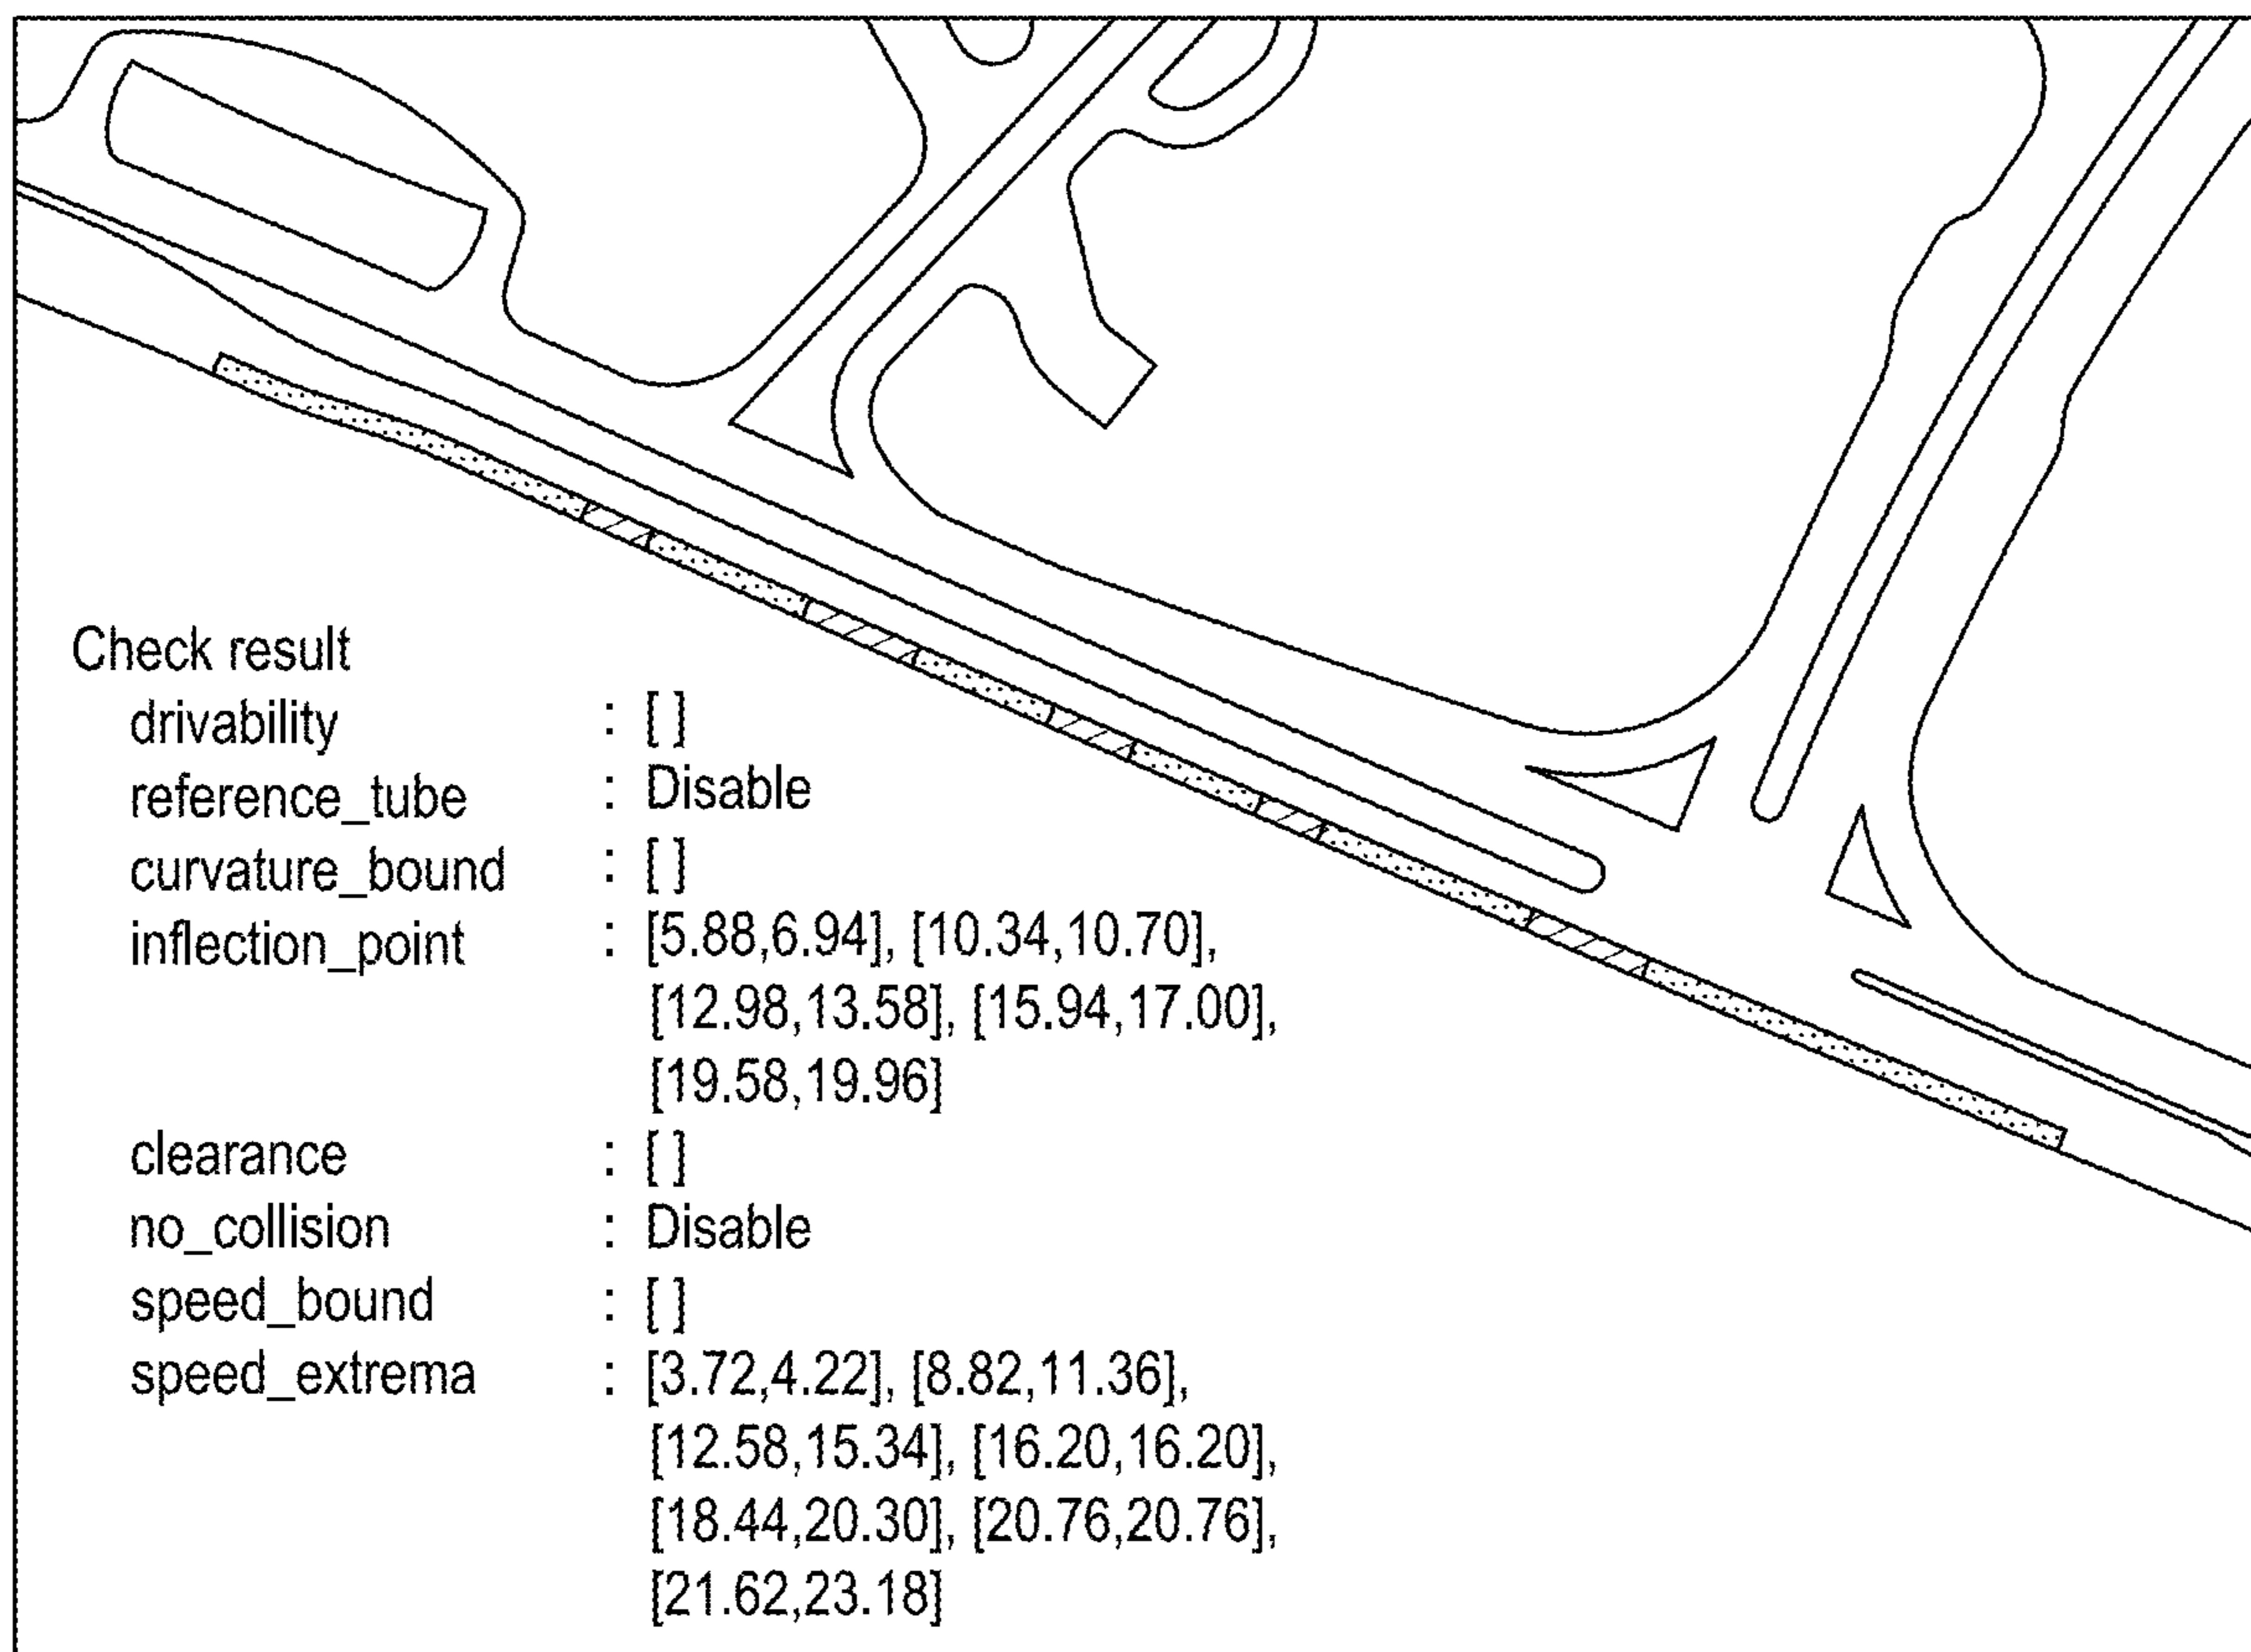 Check result
drivability : [ ]
reference_tube : Disable
curvature_bound : [ ]
inflection_point : [5.88,6.94], [10.34,10.70],
[12.98,13.58], [15.94,17.00],
[19.58,19.96]
clearance : [ ]
no_collision : Disable
speed_bound : [ ]
speed_extrema : [3.72,4.22], [8.82,11.36],
[12.58,15.34], [16.20,16.20],
[18.44,20.30], [20.76,20.76],
[21.62,23.18]